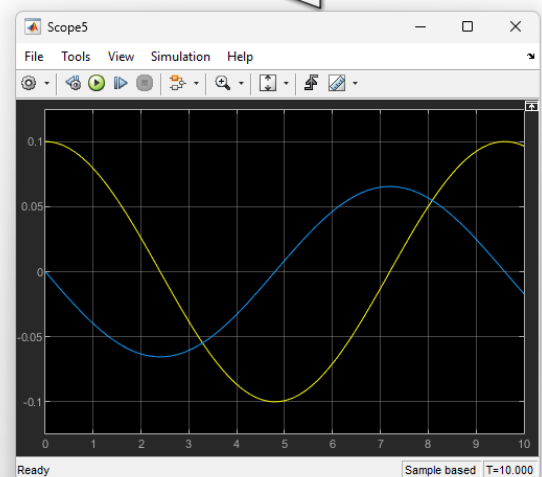 Scope5
File Tools View Simulation Help
0.1
0.05
0
-0.05
-0.1
0 1 2 3 4 5 6 7 8 9 10
Ready Sample based T=10.000